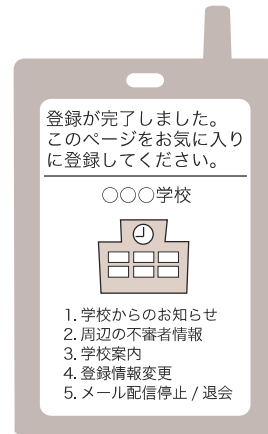 登録が完了しました。
このページをお気に入り
に登録してください。
○○○学校
1. 学校からのお知らせ
2. 周辺の不審者情報
3. 学校案内
4. 登録情報変更
5. メール配信停止 / 退会